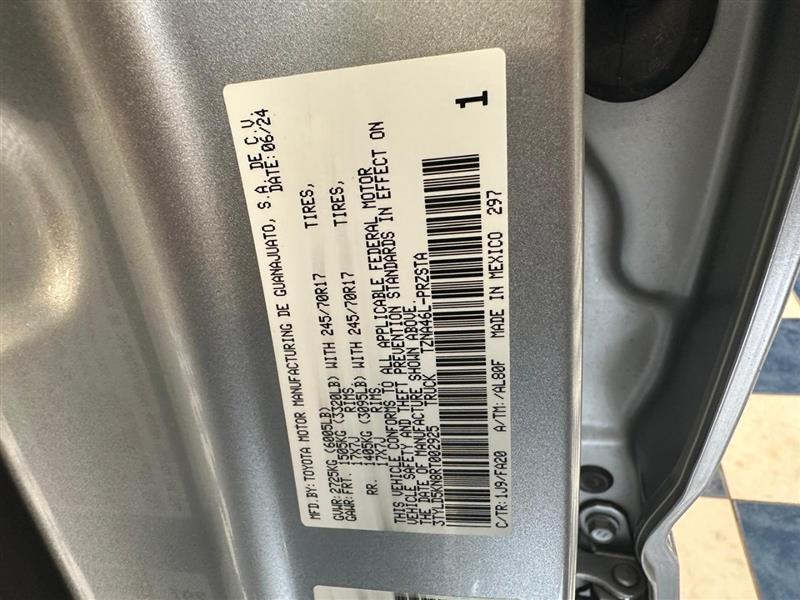 MFD.BY:TOYOTA MOTOR MANUFACTURING DE GUANAJUATO, S.A. DE C.V.
DATE:06/24
GVWR:2725KG(6005LB)
GAWR:FRT. 1505KG(3320LB) WITH 245/70R17 TIRES,
17X7J RIMS,
RR. 1405KG(3095LB) WITH 245/70R17 TIRES,
17X7J RIMS.
THIS VEHICLE CONFORMS TO ALL APPLICABLE FEDERAL MOTOR
VEHICLE SAFETY AND THEFT PREVENTION STANDARDS IN EFFECT ON
THE DATE OF MANUFACTURE SHOWN ABOVE.
3TYLD5KN8RT002925 TRUCK TZNA46L-PRZSTA
C/TR:1J9/FA20 A/TM:/AL80F MADE IN MEXICO 297
1